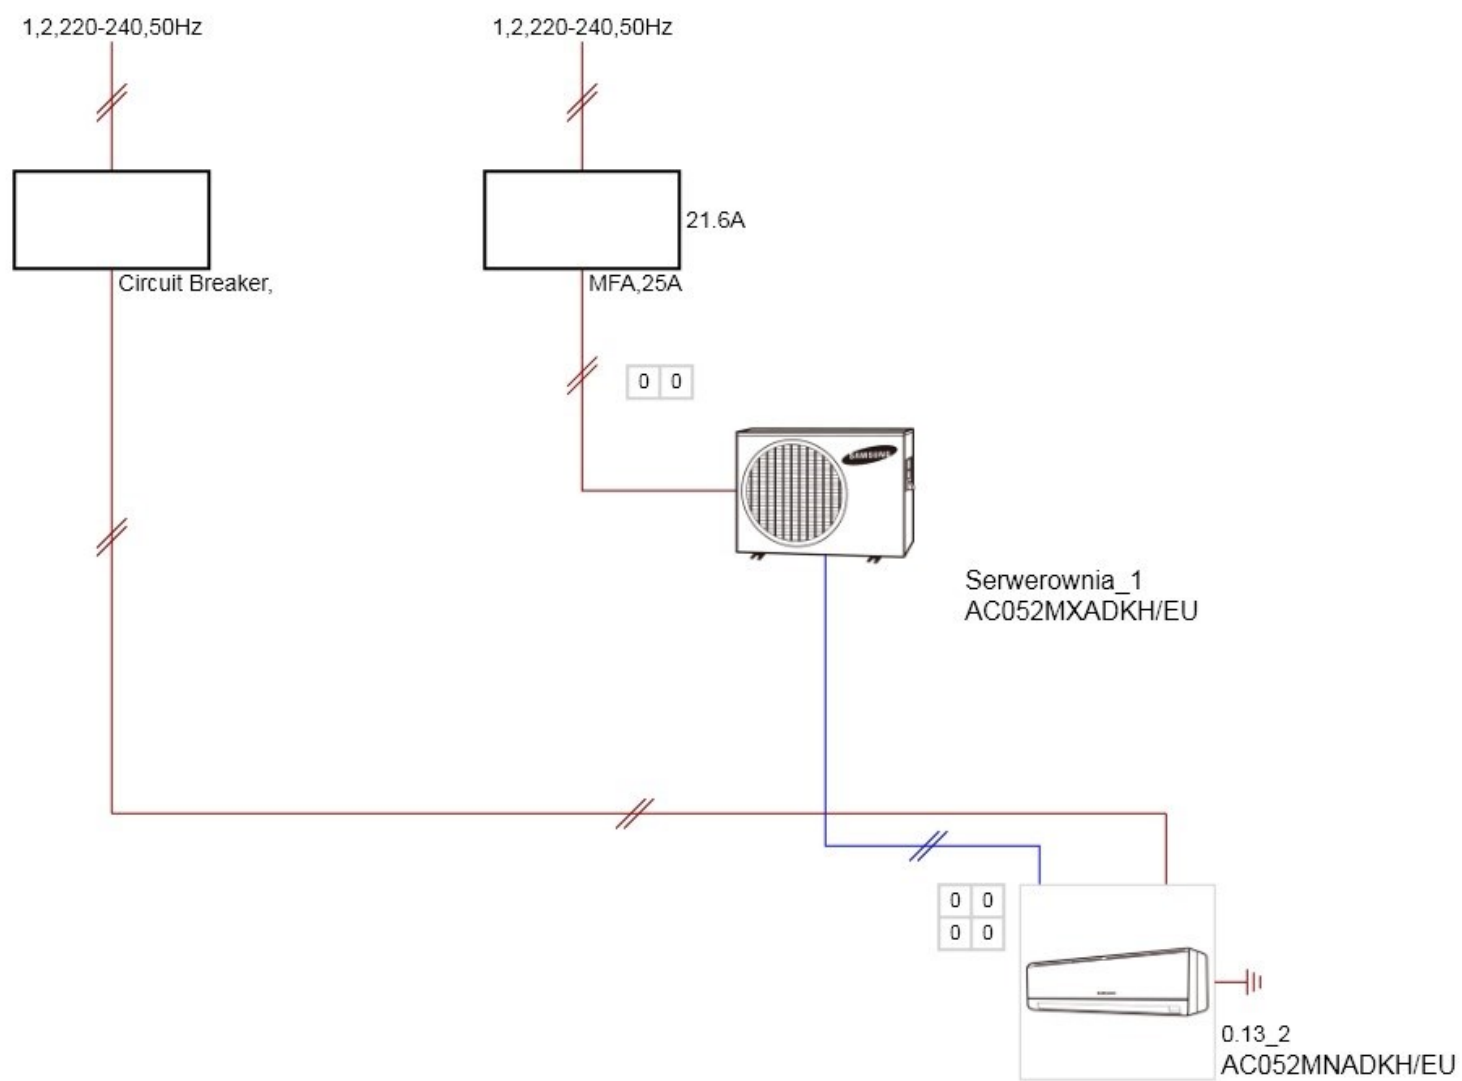 1,2,220-240,50Hz
1,2,220-240,50Hz
21.6A
Circuit Breaker,
MFA,25A
0 0
SAMSUNG
Serwerownia_1
AC052MXADKH/EU
0 0
0 0
0.13_2
AC052MNADKH/EU